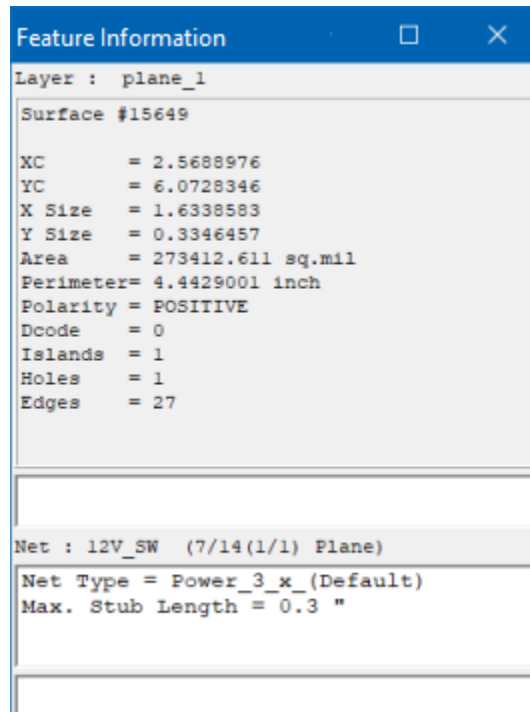 Feature Information
Layer :  plane_1
Surface #15649
XC       = 2.5688976
YC       = 6.0728346
X Size   = 1.6338583
Y Size   = 0.3346457
Area     = 273412.611 sq.mil
Perimeter= 4.4429001 inch
Polarity = POSITIVE
Dcode    = 0
Islands  = 1
Holes    = 1
Edges    = 27
Net : 12V_SW  (7/14(1/1) Plane)
Net Type = Power_3_x_(Default)
Max. Stub Length = 0.3 "